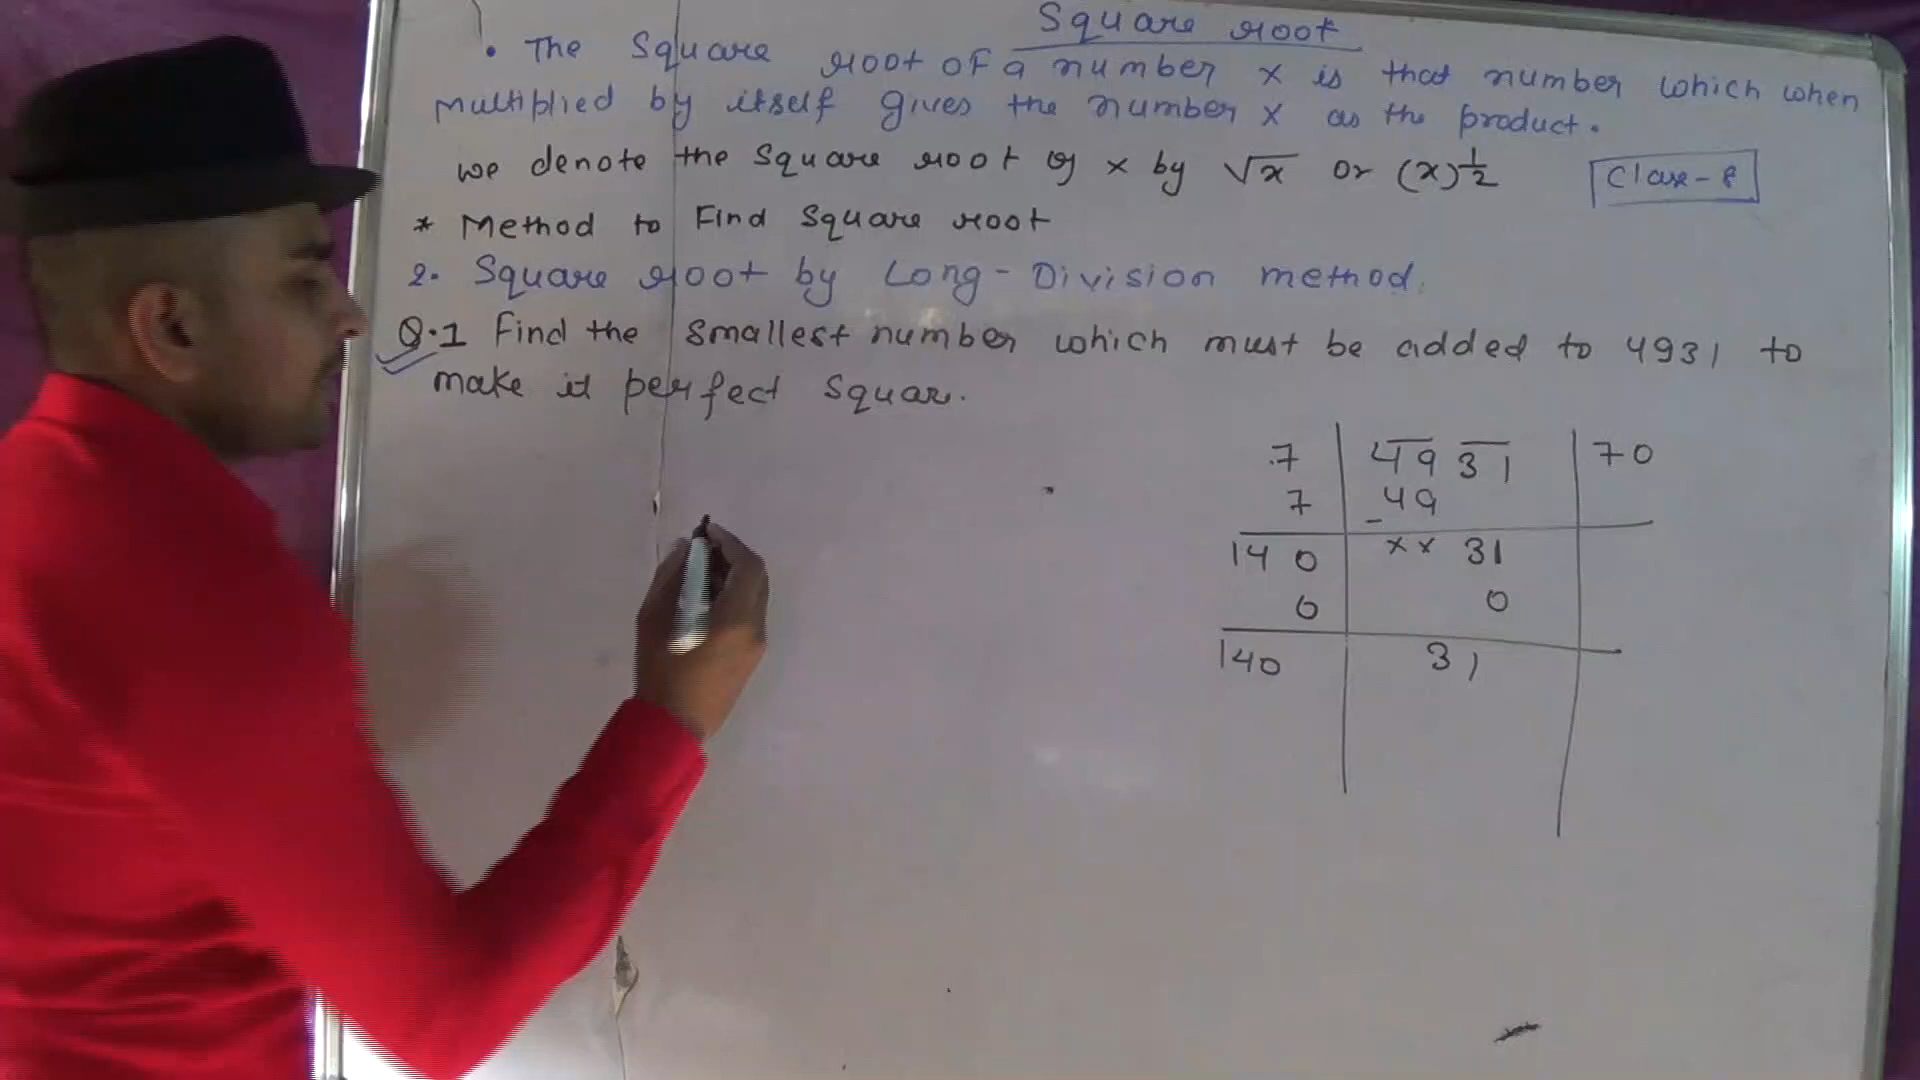 Square root
• The Square root of a number x is that number which when
multiplied by itself gives the number x as the product.
we denote the square root of x by √x or (x)½
Class-8
* Method to Find Square root
2. Square root by Long-Division method.
Q.1 Find the smallest number which must be added to 4931 to
make it perfect squar.
7 | 49 31 | 70
7 | -49
140 | xx 31
0 | 0
140 | 31